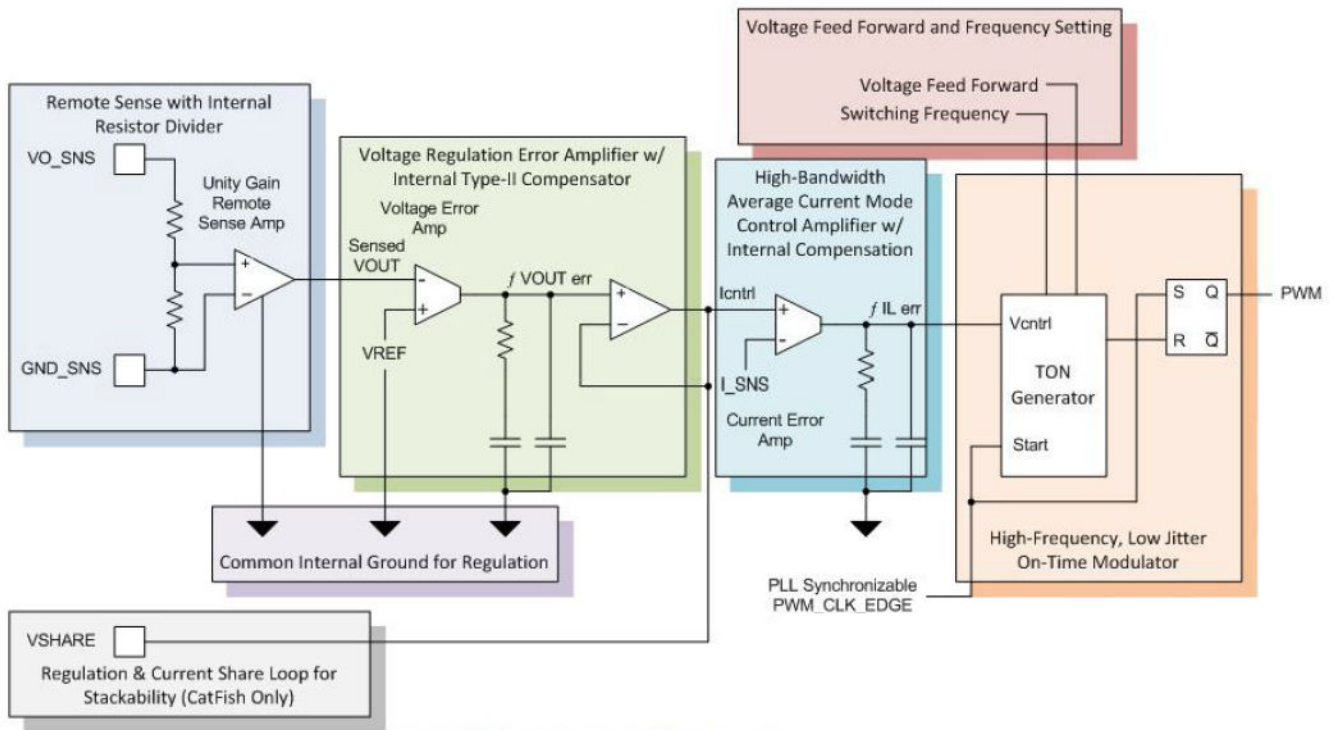 Voltage Feed Forward and Frequency Setting
Voltage Feed Forward
Switching Frequency
Remote Sense with Internal
Resistor Divider
VO_SNS
Unity Gain
Remote
Sense Amp
+
−
GND_SNS
Voltage Regulation Error Amplifier w/
Internal Type-II Compensator
Voltage Error
Amp
Sensed
VOUT
-
+
VREF
ƒ VOUT err
+
−
High-Bandwidth
Average Current Mode
Control Amplifier w/
Internal Compensation
Icntrl
+
-
I_SNS
ƒ IL err
Current Error
Amp
Vcntrl
TON
Generator
Start
S Q
R Q̅
PWM
High-Frequency, Low Jitter
On-Time Modulator
PLL Synchronizable
PWM_CLK_EDGE
Common Internal Ground for Regulation
VSHARE
Regulation & Current Share Loop for
Stackability (CatFish Only)